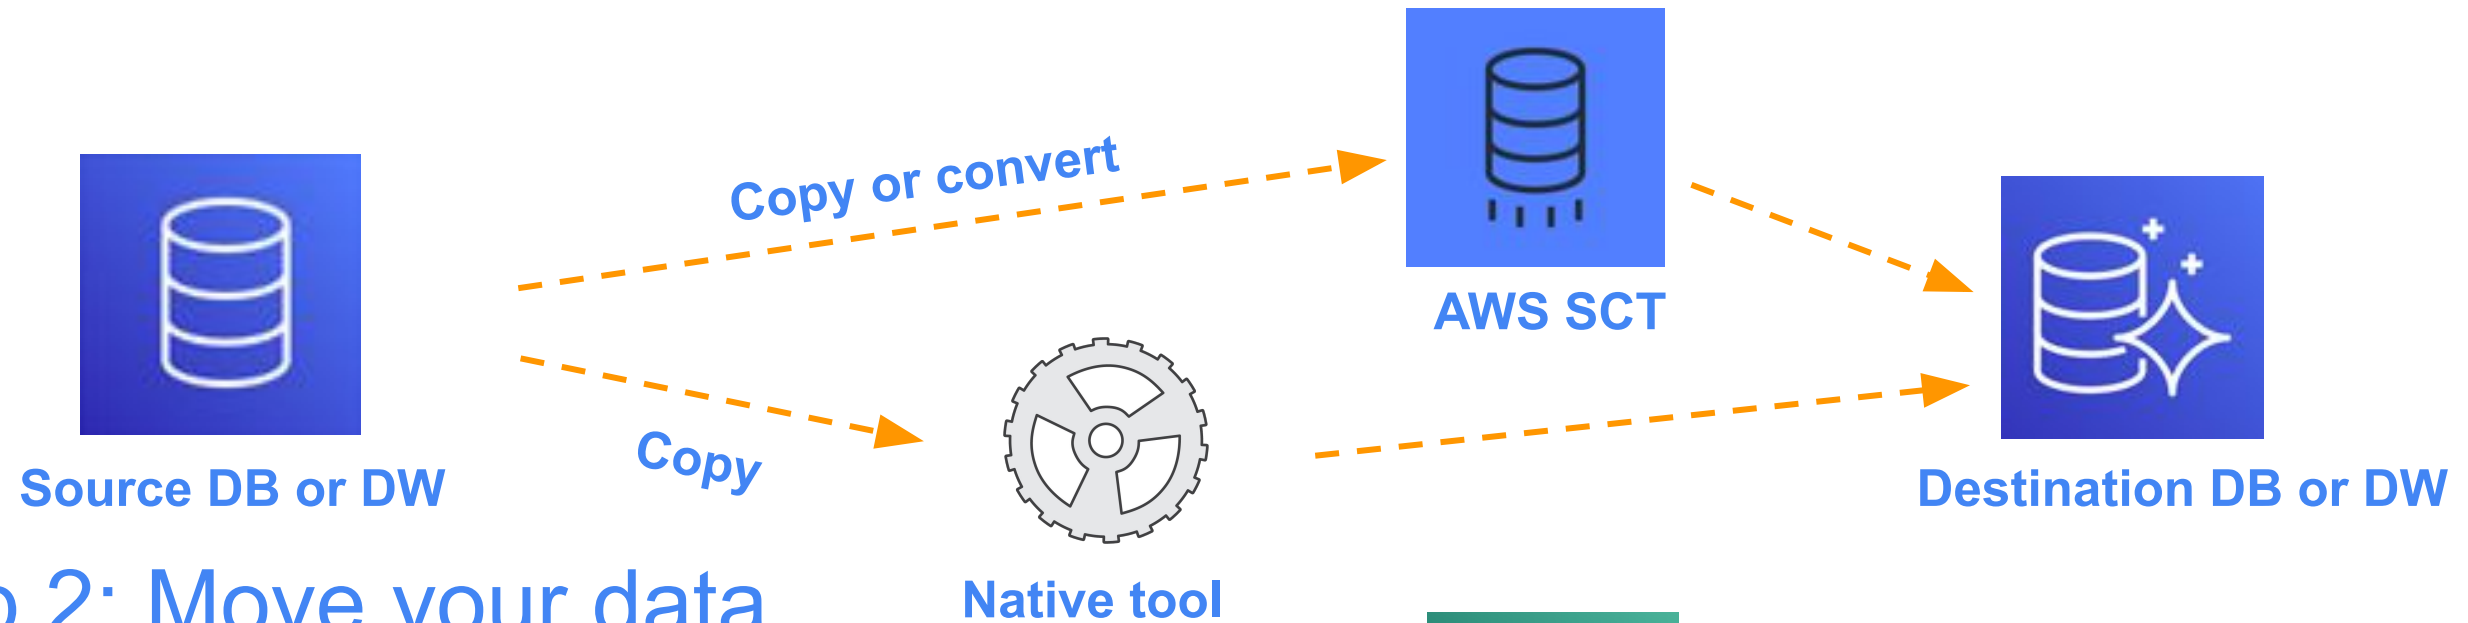 Copy or convert
AWS SCT
Copy
Source DB or DW
Destination DB or DW
Native tool
2: Move your data